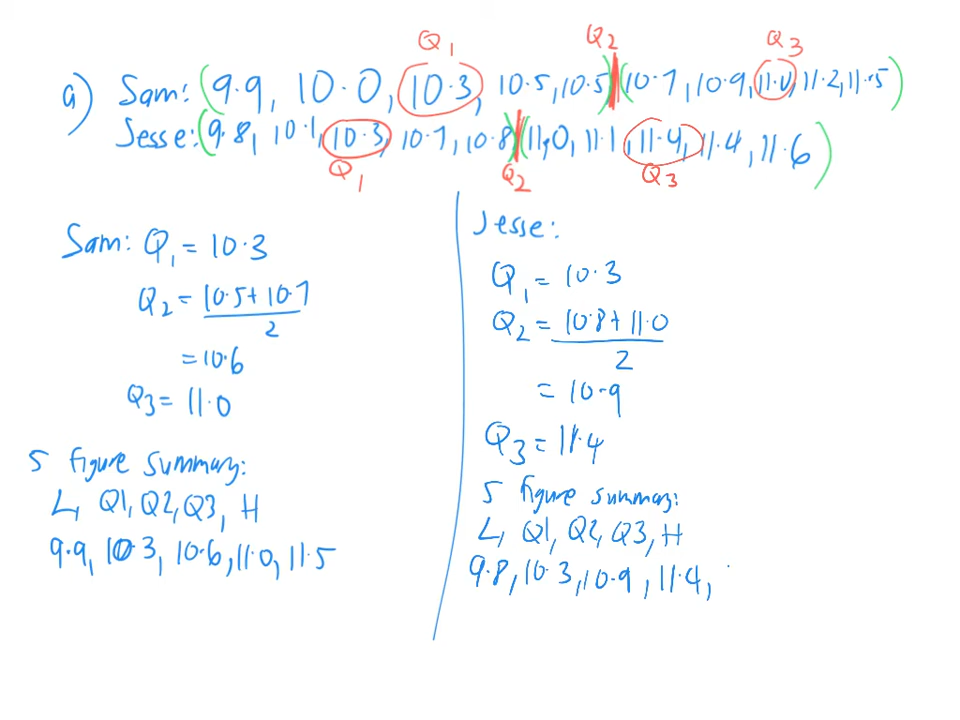 Q1 Q2 Q3
a) Sam: (9.9, 10.0, 10.3, 10.5, 10.5)|(10.7, 10.9, 11.0, 11.2, 11.5)
Jesse: (9.8, 10.1, 10.3, 10.7, 10.8)|(11.0, 11.1, 11.4, 11.4, 11.6)
Q1 Q2 Q3
Sam: Q1 = 10.3
Q2 = 10.5 + 10.7
2
= 10.6
Q3 = 11.0
5 figure summary:
L, Q1, Q2, Q3, H
9.9, 10.3, 10.6, 11.0, 11.5
Jesse:
Q1 = 10.3
Q2 = 10.8 + 11.0
2
= 10.9
Q3 = 11.4
5 figure summary:
L, Q1, Q2, Q3, H
9.8, 10.3, 10.9, 11.4,